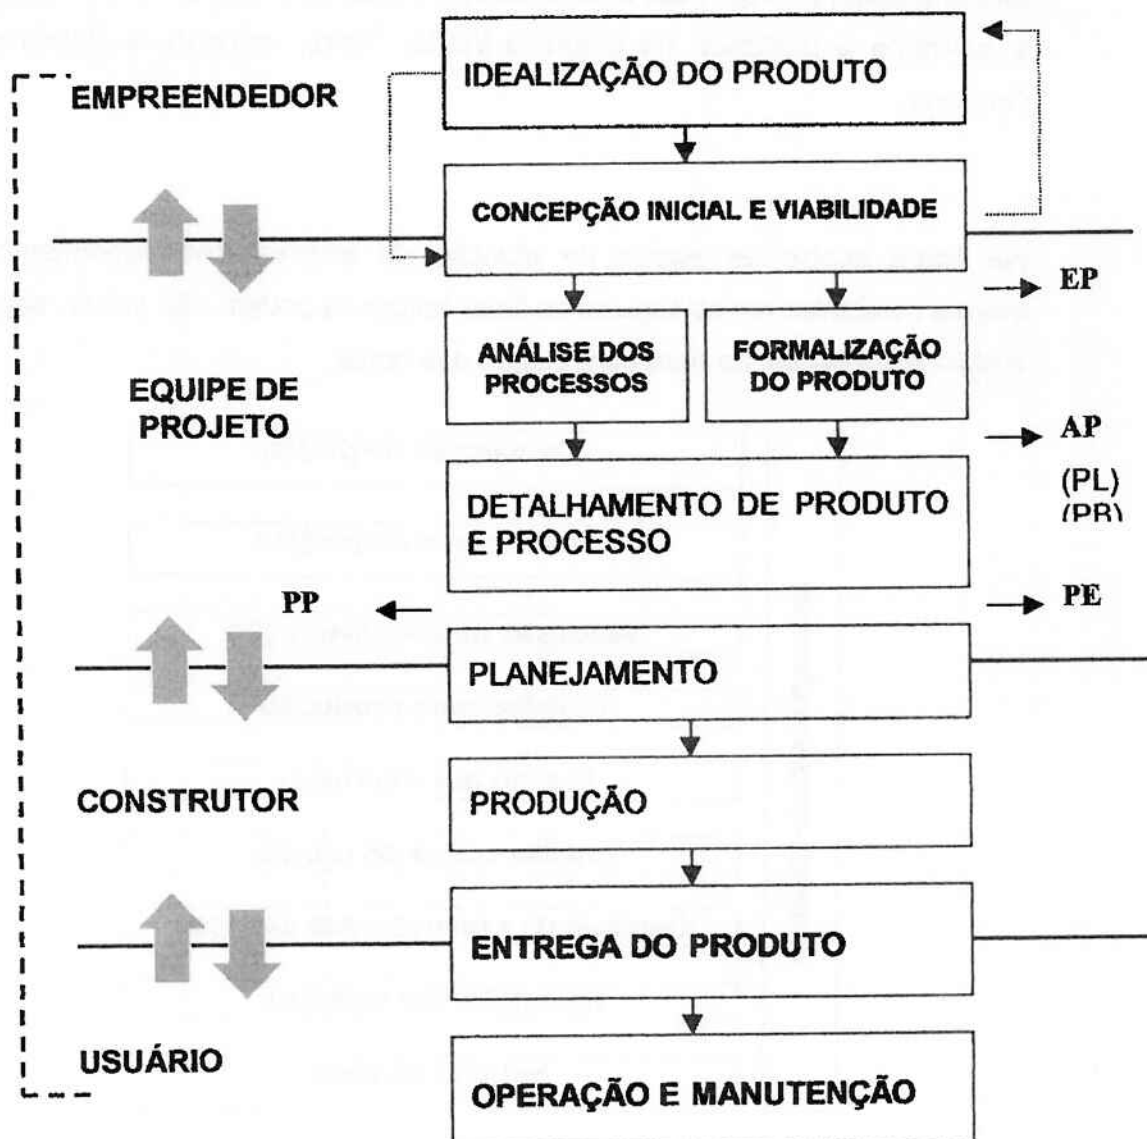 IDEALIZAÇÃO DO PRODUTO
EMPREENDEDOR
CONCEPÇÃO INICIAL E VIABILIDADE
EP
ANÁLISE DOS
PROCESSOS
FORMALIZAÇÃO
DO PRODUTO
EQUIPE DE
PROJETO
AP
(PL)
(PB)
DETALHAMENTO DE PRODUTO
E PROCESSO
PP
PE
PLANEJAMENTO
CONSTRUTOR
PRODUÇÃO
ENTREGA DO PRODUTO
USUÁRIO
OPERAÇÃO E MANUTENÇÃO